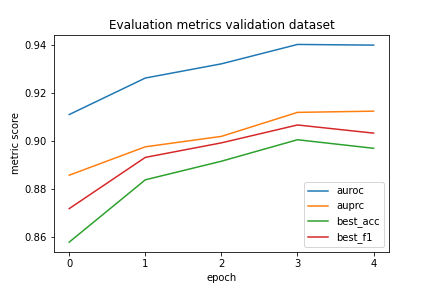 Evaluation metrics validation dataset
metric score
0.94
0.92
0.90
0.88
0.86
0 1 2 3 4
epoch
auroc
auprc
best_acc
best_f1